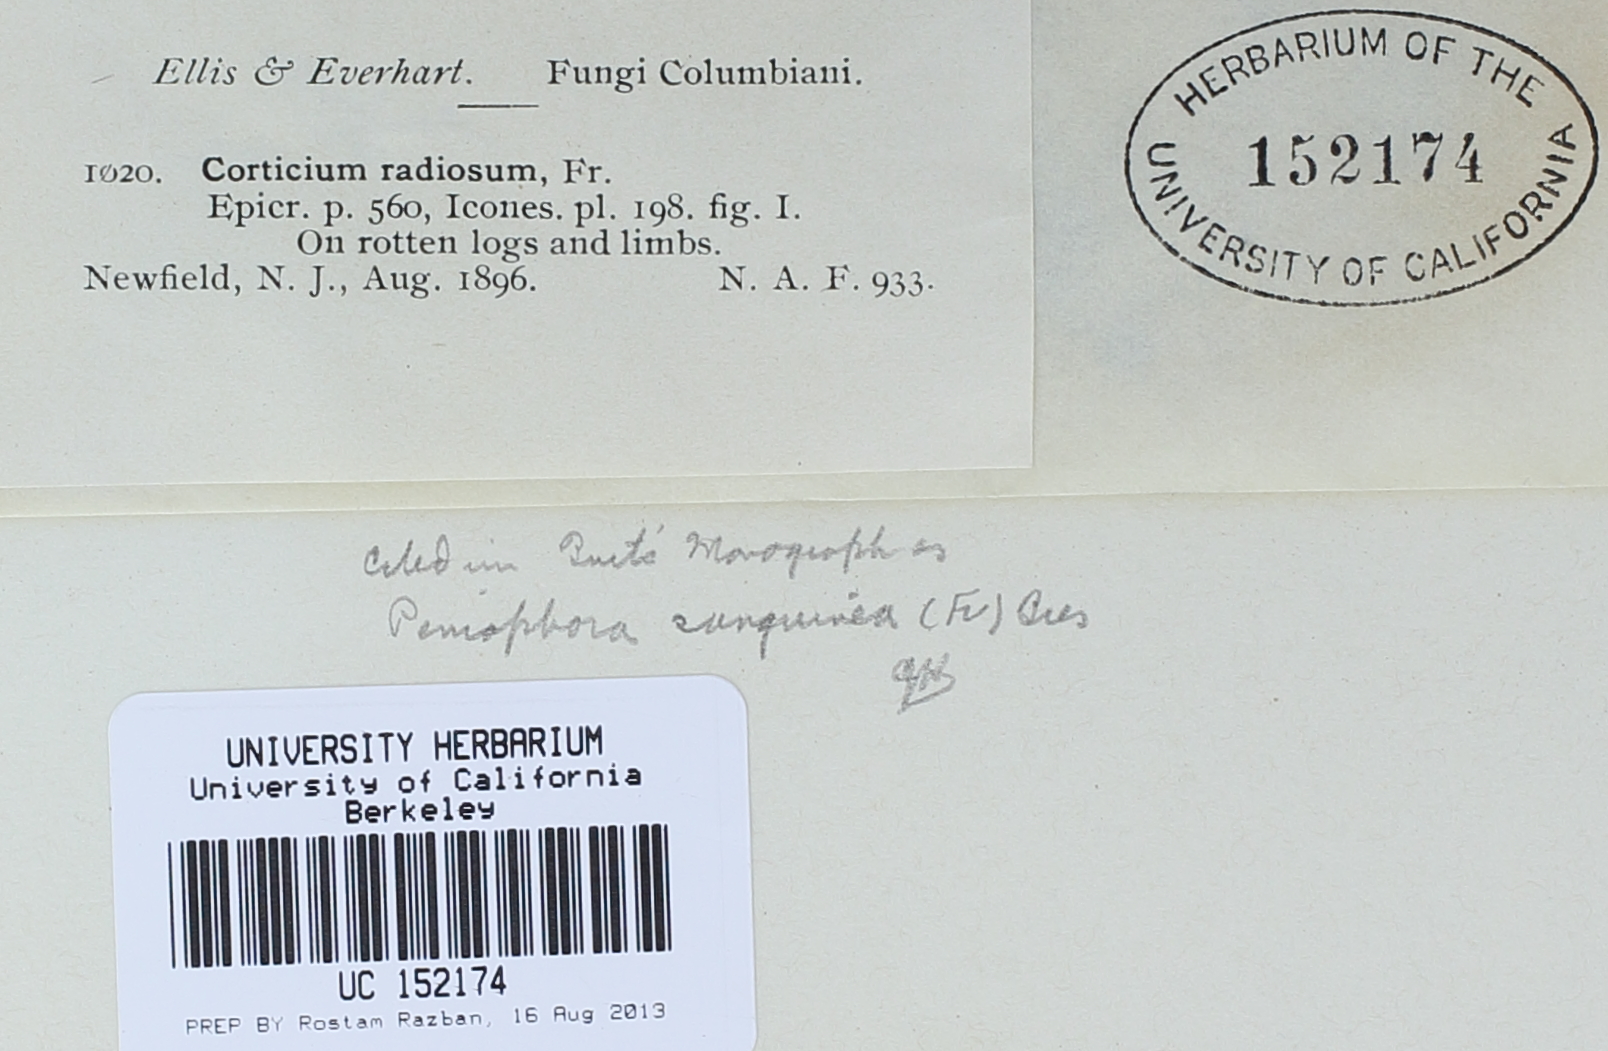 Ellis & Everhart. Fungi Columbiani.
1020. Corticium radiosum, Fr.
Epicr. p. 560, Icones. pl. 198. fig. I.
On rotten logs and limbs.
Newfield, N. J., Aug. 1896. N. A. F. 933.
HERBARIUM OF THE
152174
UNIVERSITY OF CALIFORNIA
Cited in Burt's Monograph as
Peniophora sanguinea (Fr) Bres
UNIVERSITY HERBARIUM
University of California
Berkeley
UC 152174
PREP BY Rostam Razban, 16 Aug 2013